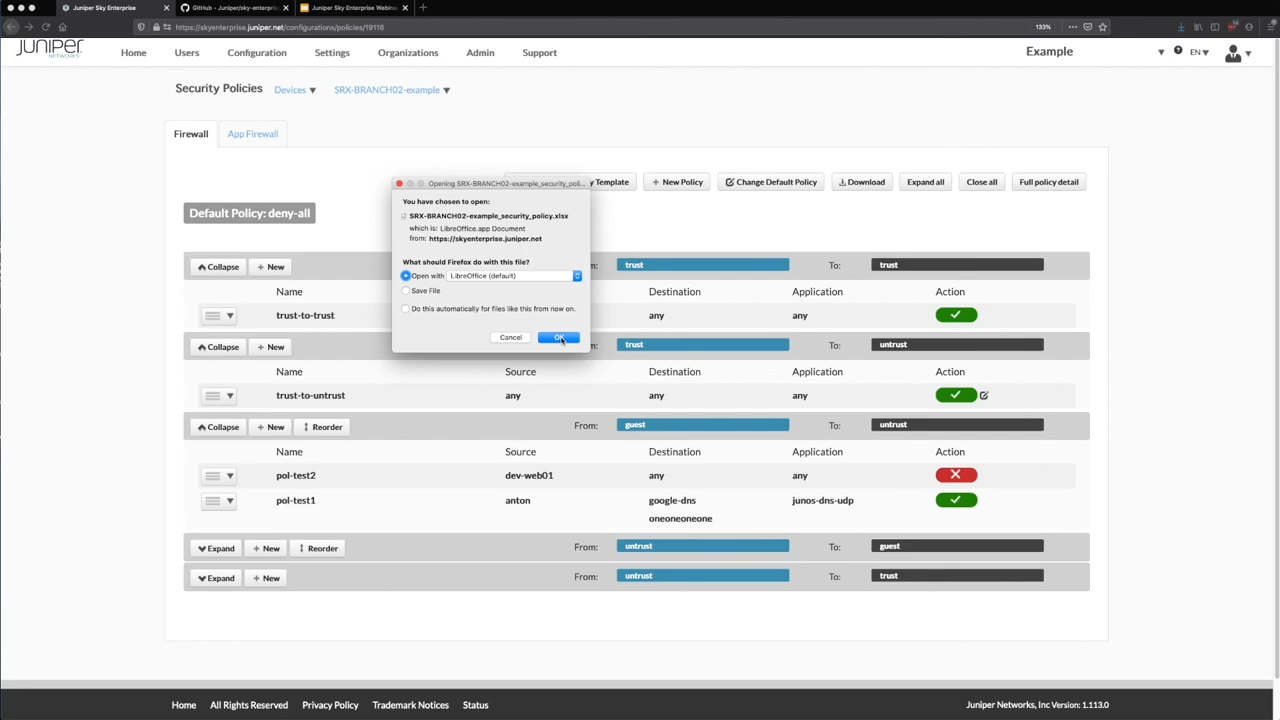 Juniper Sky Enterprise
GitHub - Juniper/sky-enterpris
Juniper Sky Enterprise Webina
https://skyenterprise.juniper.net/configurations/policies/19116
133%
JUNIPER
NETWORKS
Home
Users
Configuration
Settings
Organizations
Admin
Support
Example
EN
Security Policies
Devices
SRX-BRANCH02-example
Firewall
App Firewall
y Template
+ New Policy
Change Default Policy
Download
Expand all
Close all
Full policy detail
Default Policy: deny-all
Opening SRX-BRANCH02-example_security_poli...
You have chosen to open:
SRX-BRANCH02-example_security_policy.xlsx
which is: LibreOffice.app Document
from: https://skyenterprise.juniper.net
What should Firefox do with this file?
Open with LibreOffice (default)
Save File
Do this automatically for files like this from now on.
Cancel
OK
Collapse + New m: trust To: trust
Name Destination Application Action
trust-to-trust any any
Collapse + New m: trust To: untrust
Name Source Destination Application Action
trust-to-untrust any any any
Collapse + New Reorder From: guest To: untrust
Name Source Destination Application Action
pol-test2 dev-web01 any any
pol-test1 anton google-dns junos-dns-udp
oneoneoneone
Expand + New Reorder From: untrust To: guest
Expand + New From: untrust To: trust
Home All Rights Reserved Privacy Policy Trademark Notices Status
Juniper Networks, Inc Version: 1.113.0